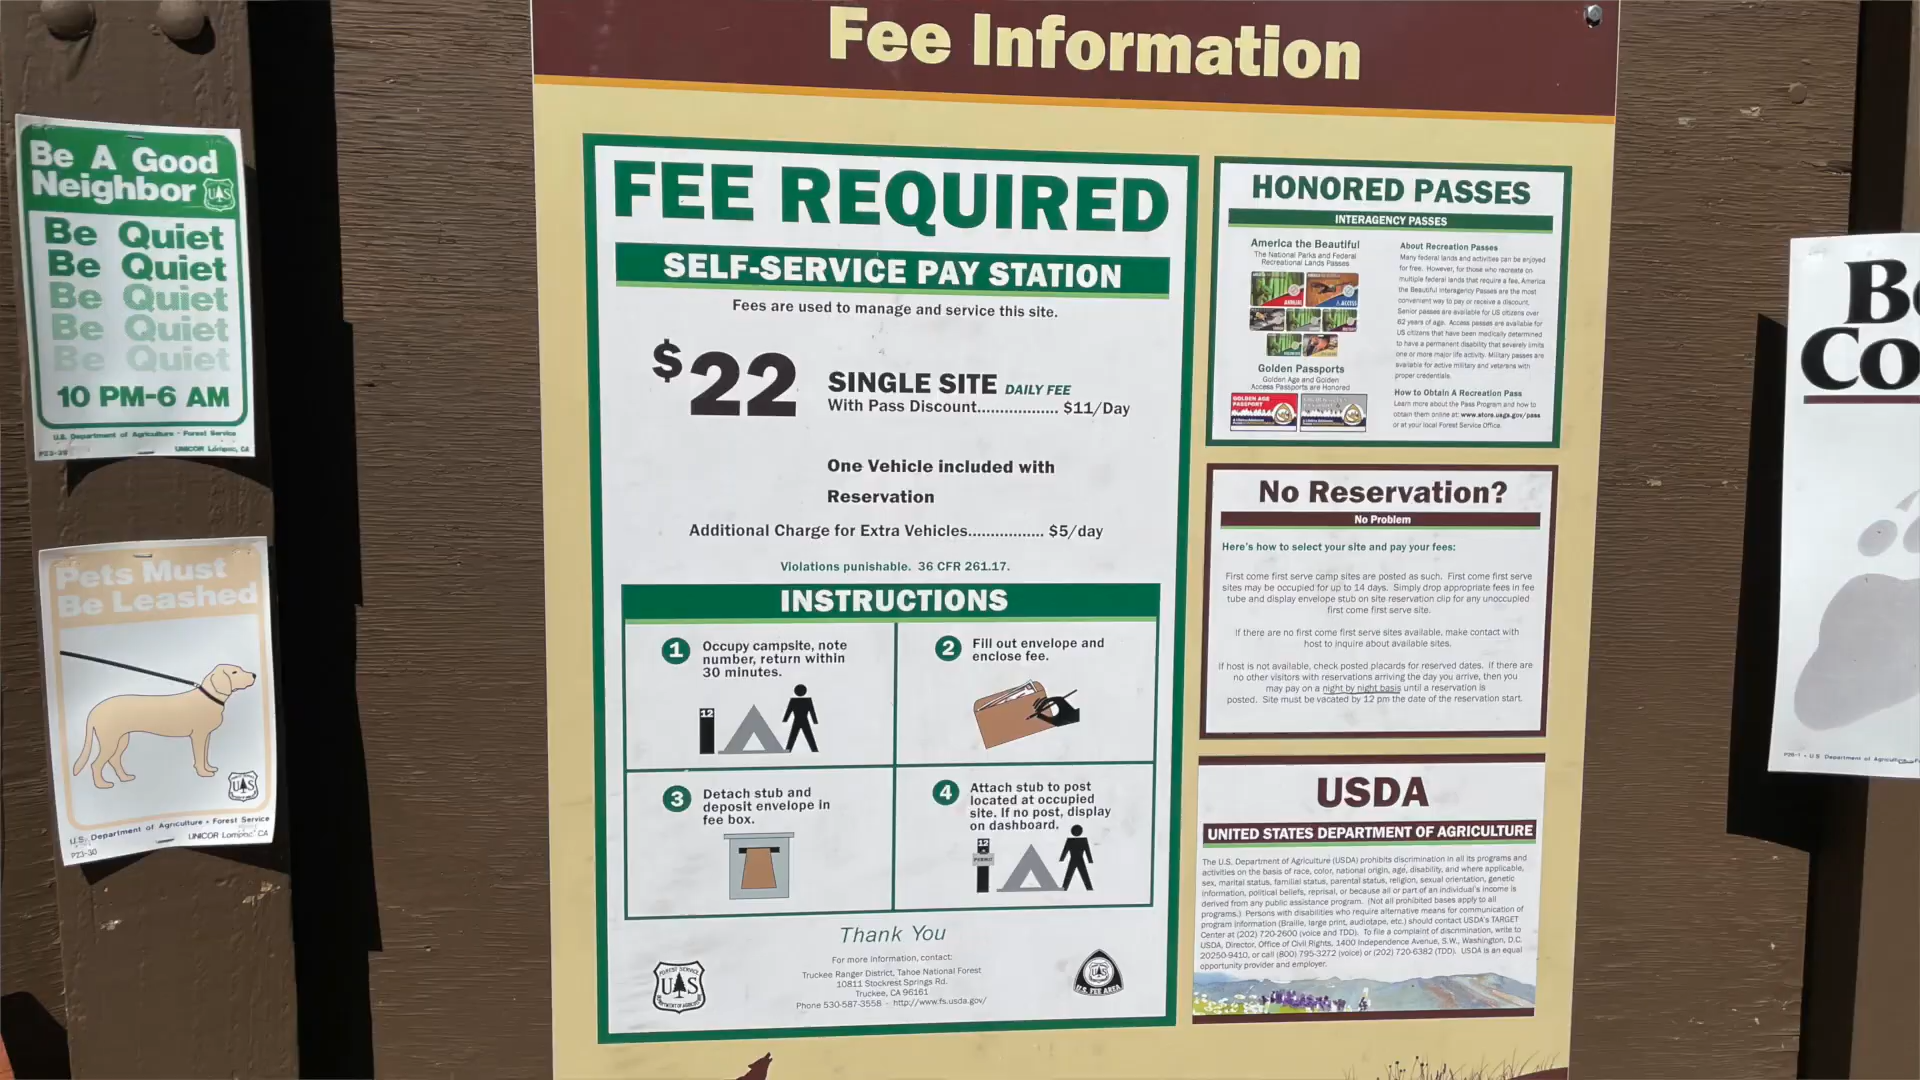 Fee Information
Be A Good
Neighbor
Be Quiet
Be Quiet
Be Quiet
Be Quiet
Be Quiet
10 PM-6 AM
U.S. Department of Agriculture - Forest Service
P23-29
UNICOR Lompoc, CA
Pets Must
Be Leashed
U.S. Department of Agriculture • Forest Service
UNICOR Lompoc, CA
P23-30
FEE REQUIRED
SELF-SERVICE PAY STATION
Fees are used to manage and service this site.
$22
SINGLE SITE DAILY FEE
With Pass Discount.................. $11/Day
One Vehicle included with
Reservation
Additional Charge for Extra Vehicles................. $5/day
Violations punishable. 36 CFR 261.17.
INSTRUCTIONS
1 Occupy campsite, note
number, return within
30 minutes.
12
2 Fill out envelope and
enclose fee.
3 Detach stub and
deposit envelope in
fee box.
4 Attach stub to post
located at occupied
site. If no post, display
on dashboard.
12
Thank You
For more information, contact:
Truckee Ranger District, Tahoe National Forest
10811 Stockrest Springs Rd.
Truckee, CA 96161
Phone 530-587-3558 - http://www.fs.usda.gov/
FOREST SERVICE
UAS
DEPARTMENT OF AGRICULTURE
U.S. FEE AREA
HONORED PASSES
INTERAGENCY PASSES
America the Beautiful
The National Parks and Federal
Recreational Lands Passes
ANNUAL
ACCESS
Golden Passports
Golden Age and Golden
Access Passports are Honored
GOLDEN AGE
PASSPORT
About Recreation Passes
Many federal lands and activities can be enjoyed
for free. However, for those who recreate on
multiple federal lands that require a fee, America
the Beautiful Interagency Passes are the most
convenient way to pay or receive a discount.
Senior passes are available for US citizens over
62 years of age. Access passes are available for
US citizens that have been medically determined
to have a permanent disability that severely limits
one or more major life activity. Military passes are
available for active military and veterans with
proper credentials.
How to Obtain A Recreation Pass
Learn more about the Pass Program and how to
obtain them online at: www.store.usgs.gov/pass
or at your local Forest Service Office.
No Reservation?
No Problem
Here's how to select your site and pay your fees:
First come first serve camp sites are posted as such. First come first serve
sites may be occupied for up to 14 days. Simply drop appropriate fees in fee
tube and display envelope stub on site reservation clip for any unoccupied
first come first serve site.
If there are no first come first serve sites available, make contact with
host to inquire about available sites.
If host is not available, check posted placards for reserved dates. If there are
no other visitors with reservations arriving the day you arrive, then you
may pay on a night by night basis until a reservation is
posted. Site must be vacated by 12 pm the date of the reservation start.
USDA
UNITED STATES DEPARTMENT OF AGRICULTURE
The U.S. Department of Agriculture (USDA) prohibits discrimination in all its programs and
activities on the basis of race, color, national origin, age, disability, and where applicable,
sex, marital status, familial status, parental status, religion, sexual orientation, genetic
information, political beliefs, reprisal, or because all or part of an individual's income is
derived from any public assistance program. (Not all prohibited bases apply to all
programs.) Persons with disabilities who require alternative means for communication of
program information (Braille, large print, audiotape, etc.) should contact USDA's TARGET
Center at (202) 720-2600 (voice and TDD). To file a complaint of discrimination, write to
USDA, Director, Office of Civil Rights, 1400 Independence Avenue, S.W., Washington, D.C.
20250-9410, or call (800) 795-3272 (voice) or (202) 720-6382 (TDD). USDA is an equal
opportunity provider and employer.
Be
Co
U.S. Department of